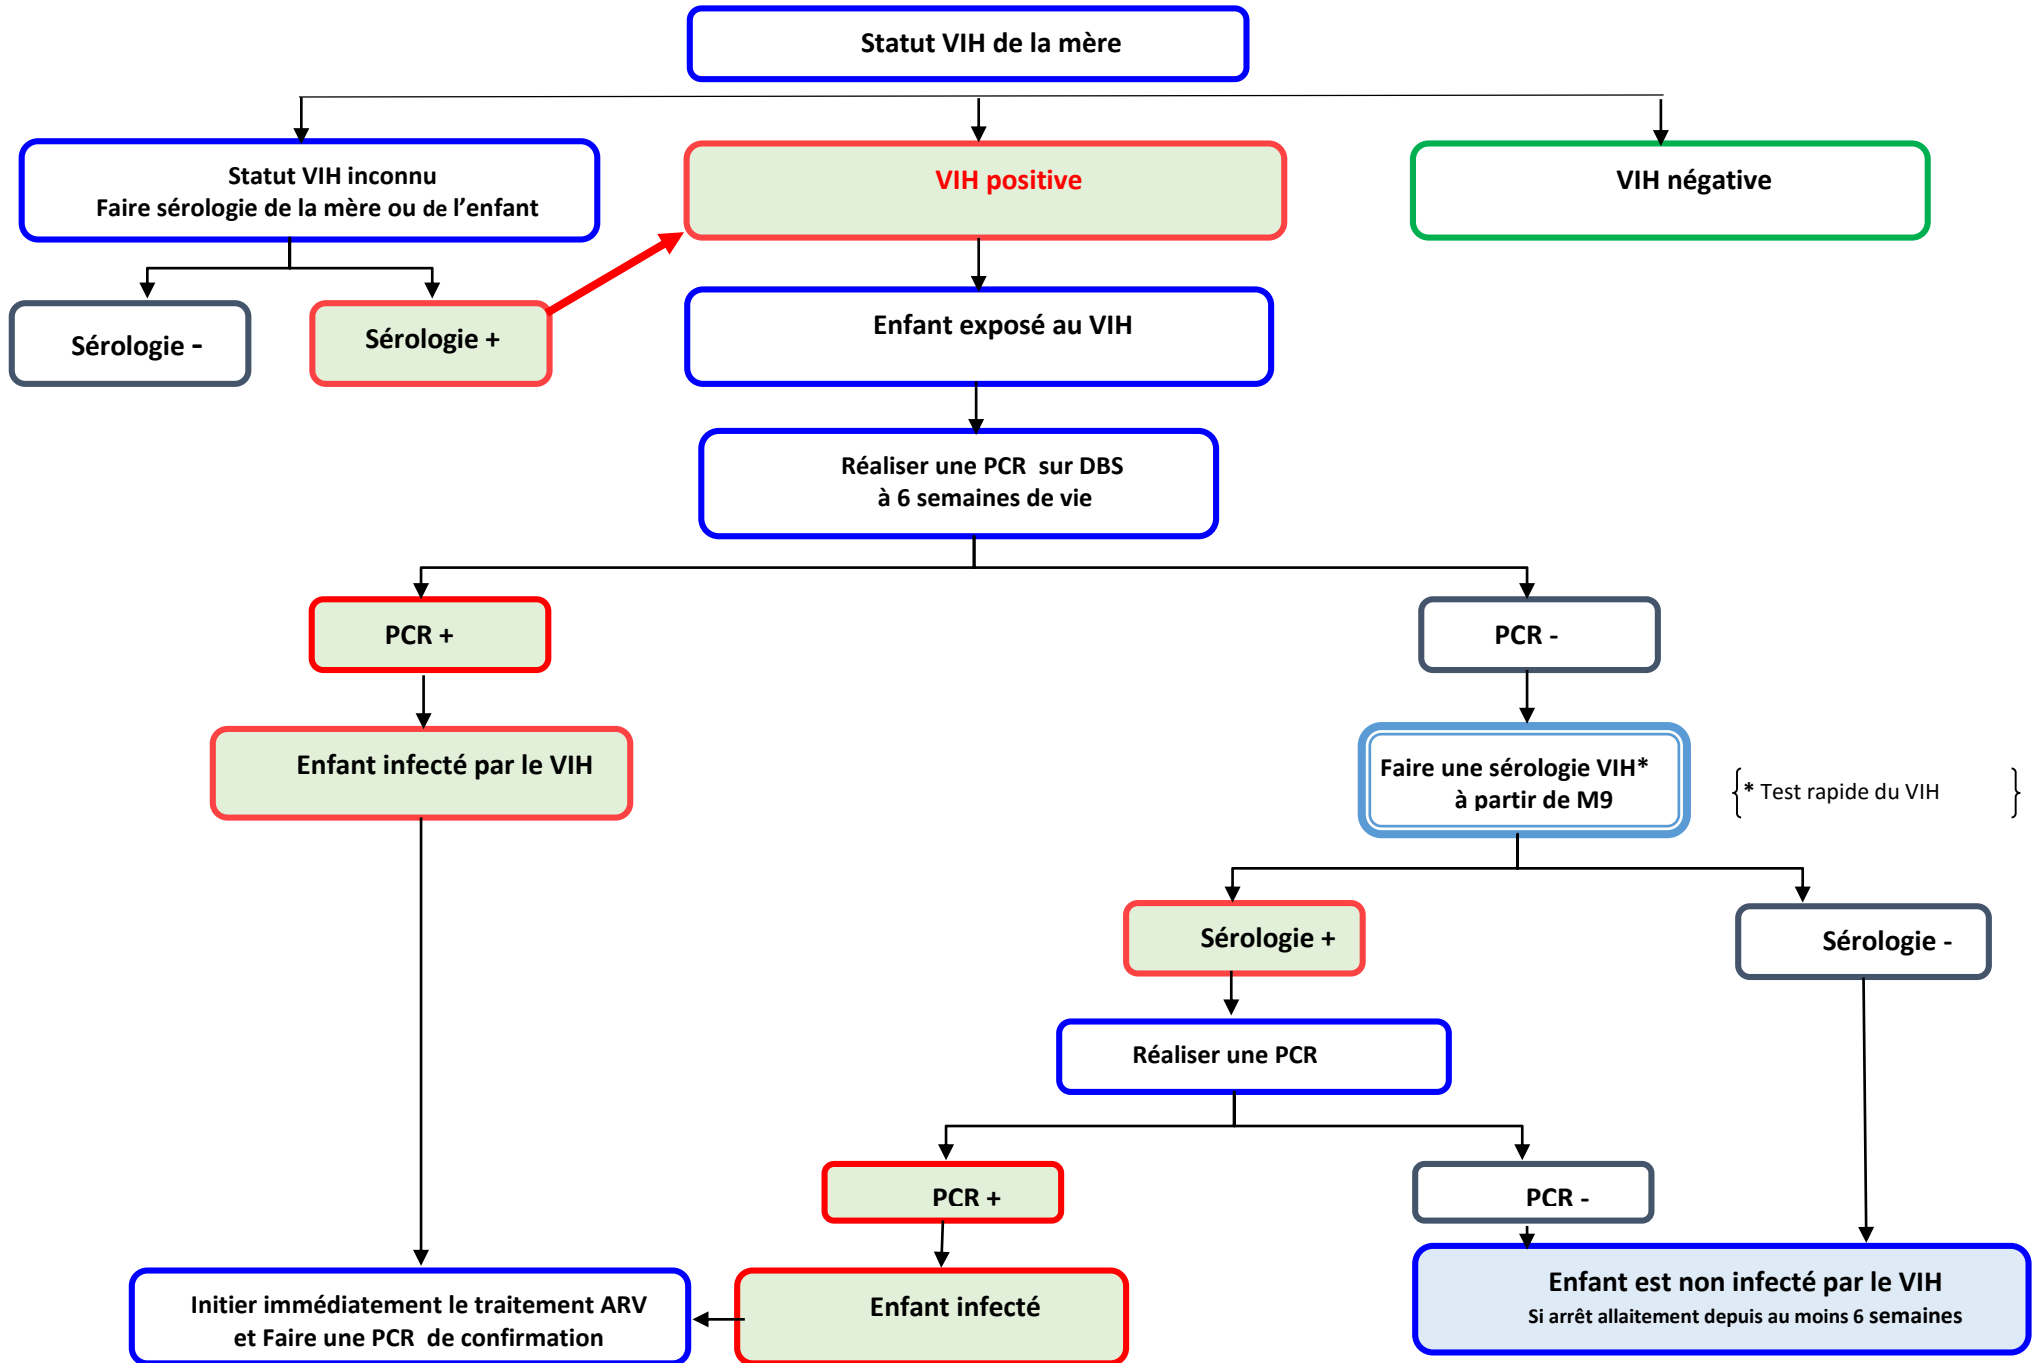 Statut VIH de la mère
Statut VIH inconnu
Faire sérologie de la mère ou de l’enfant
VIH positive
VIH négative
Sérologie -
Sérologie +
Enfant exposé au VIH
Réaliser une PCR sur DBS
à 6 semaines de vie
PCR +
PCR -
Enfant infecté par le VIH
Faire une sérologie VIH*
à partir de M9
* Test rapide du VIH
Sérologie +
Sérologie -
Réaliser une PCR
PCR +
PCR -
Initier immédiatement le traitement ARV
et Faire une PCR de confirmation
Enfant infecté
Enfant est non infecté par le VIH
Si arrêt allaitement depuis au moins 6 semaines